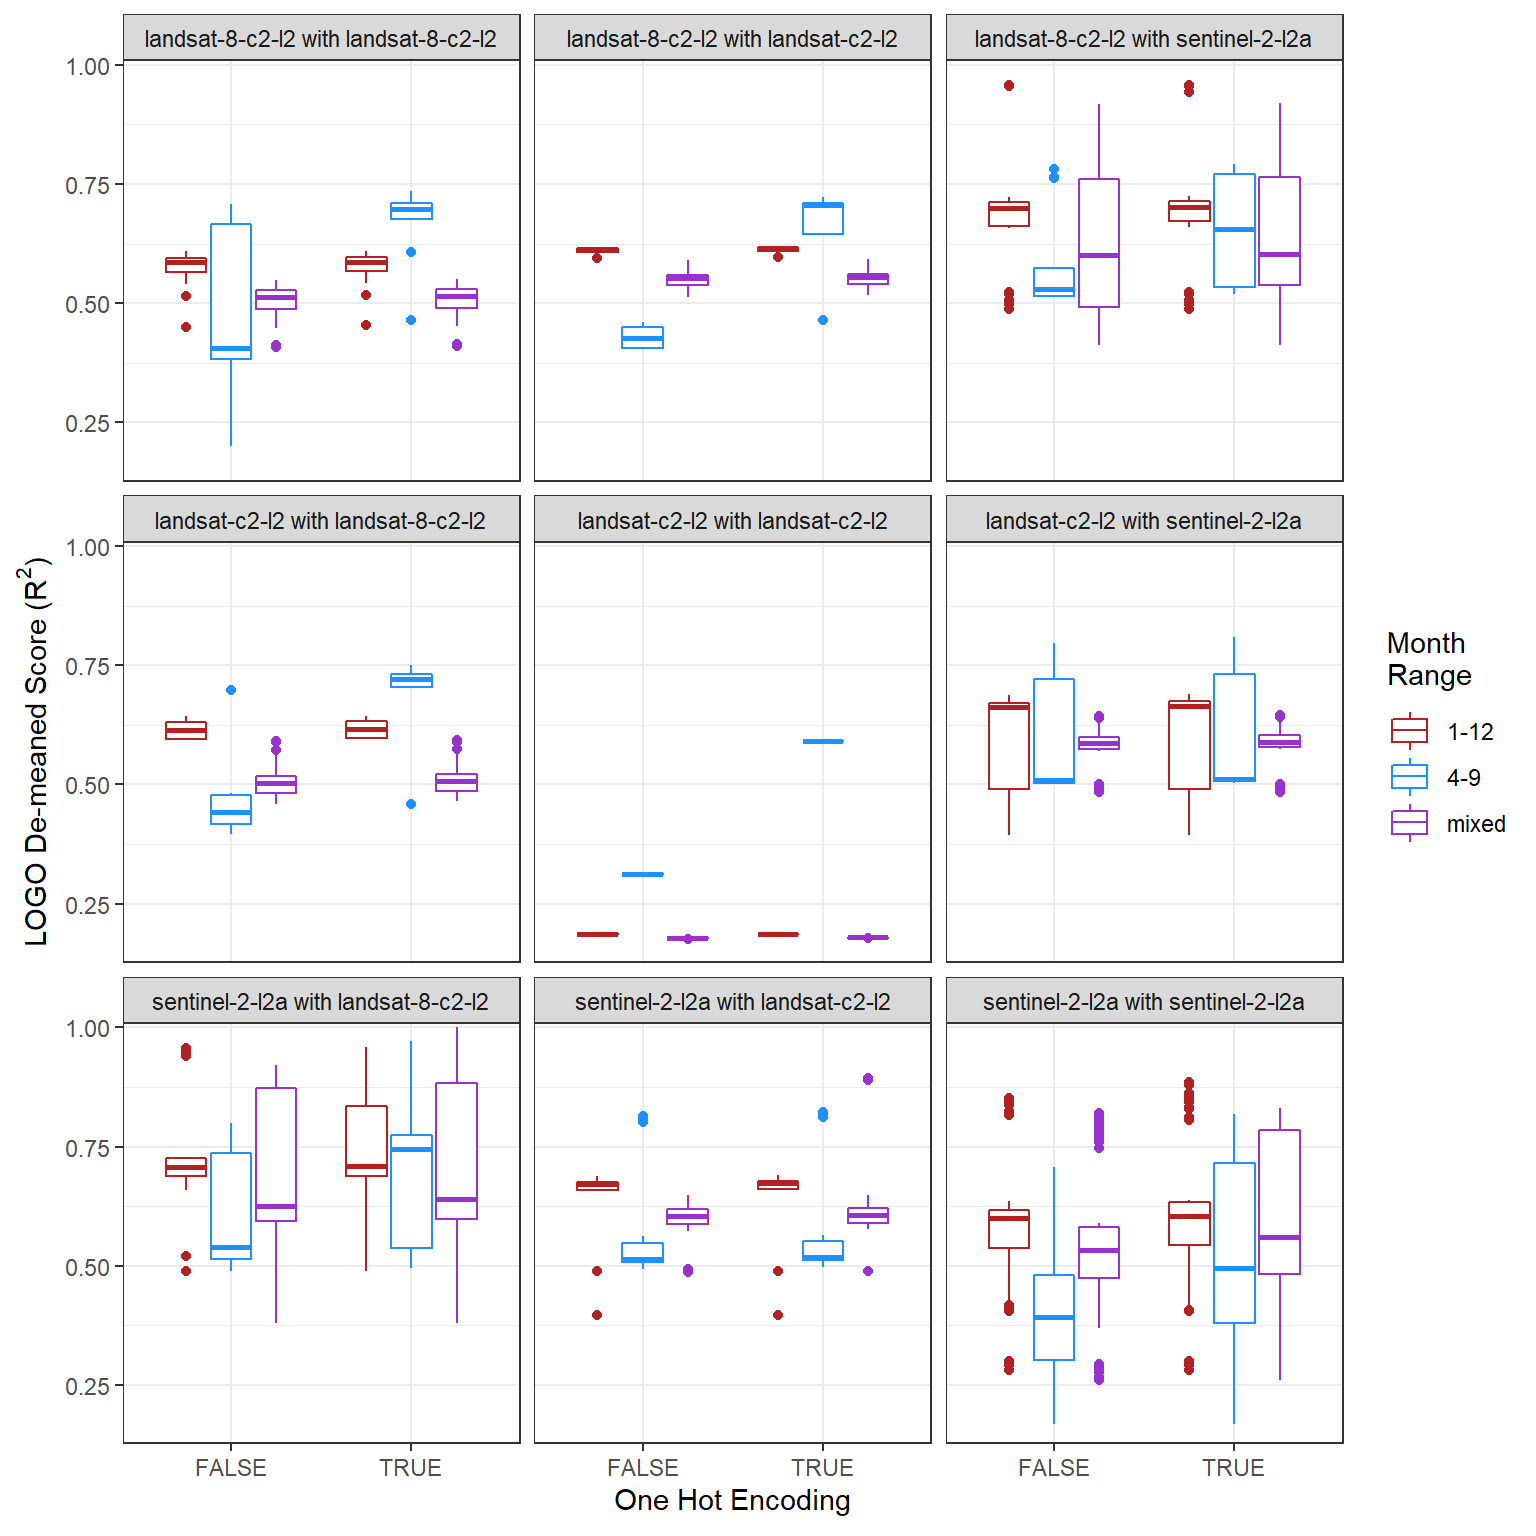 landsat-8-c2-l2 with landsat-8-c2-l2
landsat-8-c2-l2 with landsat-c2-l2
landsat-8-c2-l2 with sentinel-2-l2a
1.00
0.75
0.50
0.25
landsat-c2-l2 with landsat-8-c2-l2
landsat-c2-l2 with landsat-c2-l2
landsat-c2-l2 with sentinel-2-l2a
1.00
0.75
0.50
0.25
sentinel-2-l2a with landsat-8-c2-l2
sentinel-2-l2a with landsat-c2-l2
sentinel-2-l2a with sentinel-2-l2a
1.00
0.75
0.50
0.25
FALSE
TRUE
FALSE
TRUE
FALSE
TRUE
One Hot Encoding
LOGO De-meaned Score (R²)
Month
Range
1-12
4-9
mixed